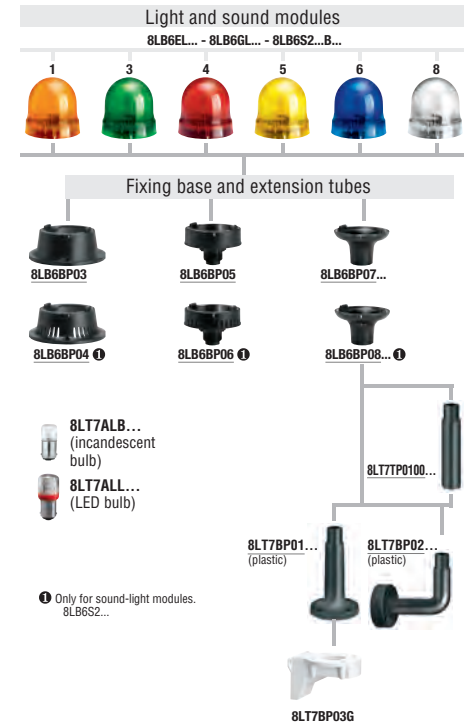 Light and sound modules
8LB6EL... - 8LB6GL... - 8LB6S2...B...
1 3 4 5 6 8
Fixing base and extension tubes
8LB6BP03 8LB6BP05 8LB6BP07...
8LB6BP04 ❶ 8LB6BP06 ❶ 8LB6BP08... ❶
8LT7ALB...
(incandescent
bulb)
8LT7ALL...
(LED bulb)
8LT7TP0100...
8LT7BP01... 8LT7BP02...
(plastic) (plastic)
❶ Only for sound-light modules.
8LB6S2...
8LT7BP03G